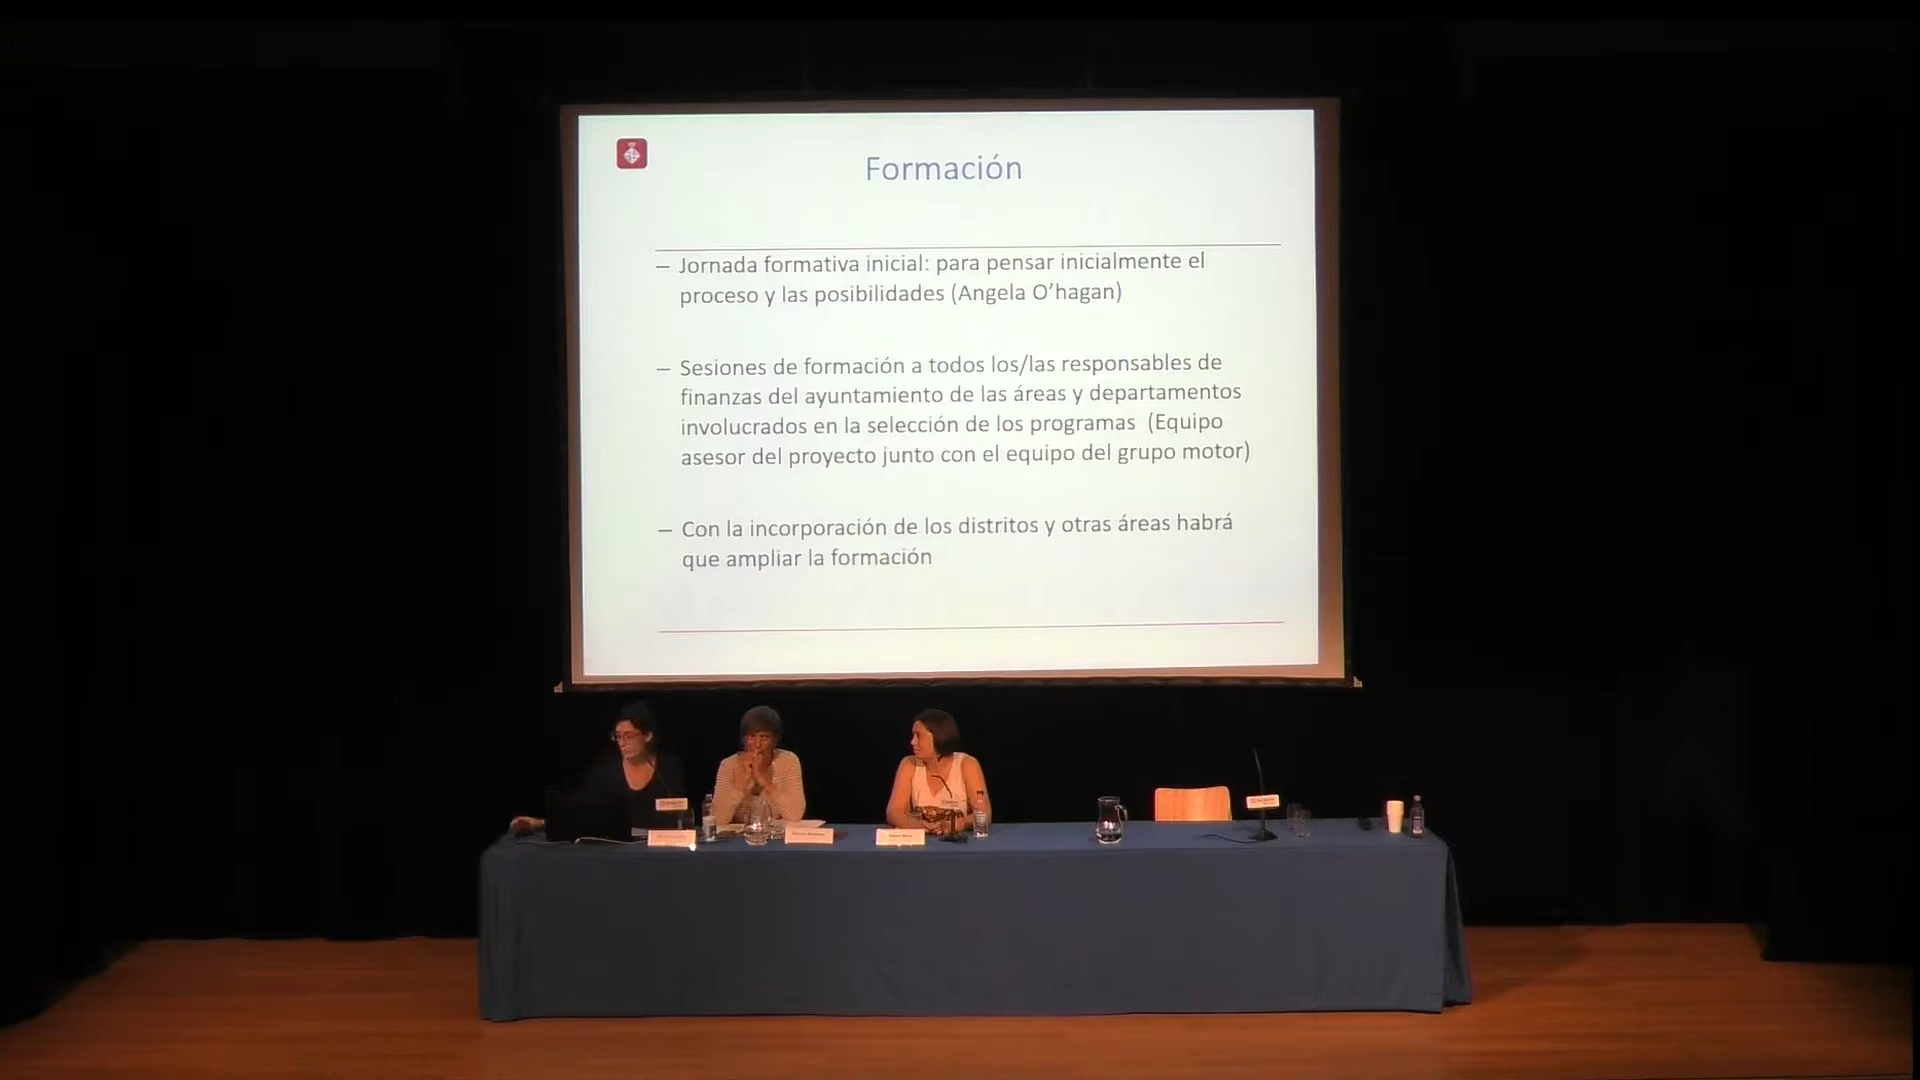 Formación
– Jornada formativa inicial: para pensar inicialmente el
proceso y las posibilidades (Angela O’hagan)
– Sesiones de formación a todos los/las responsables de
finanzas del ayuntamiento de las áreas y departamentos
involucrados en la selección de los programas (Equipo
asesor del proyecto junto con el equipo del grupo motor)
– Con la incorporación de los distritos y otras áreas habrá
que ampliar la formación